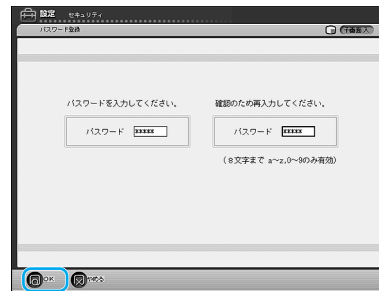 設定 セキュリティ
パスワード登録 子画面入
パスワードを入力してください。
パスワード *****
確認のため再入力してください。
パスワード *****
(8文字まで a～z,0～9のみ有効)
OK やめる